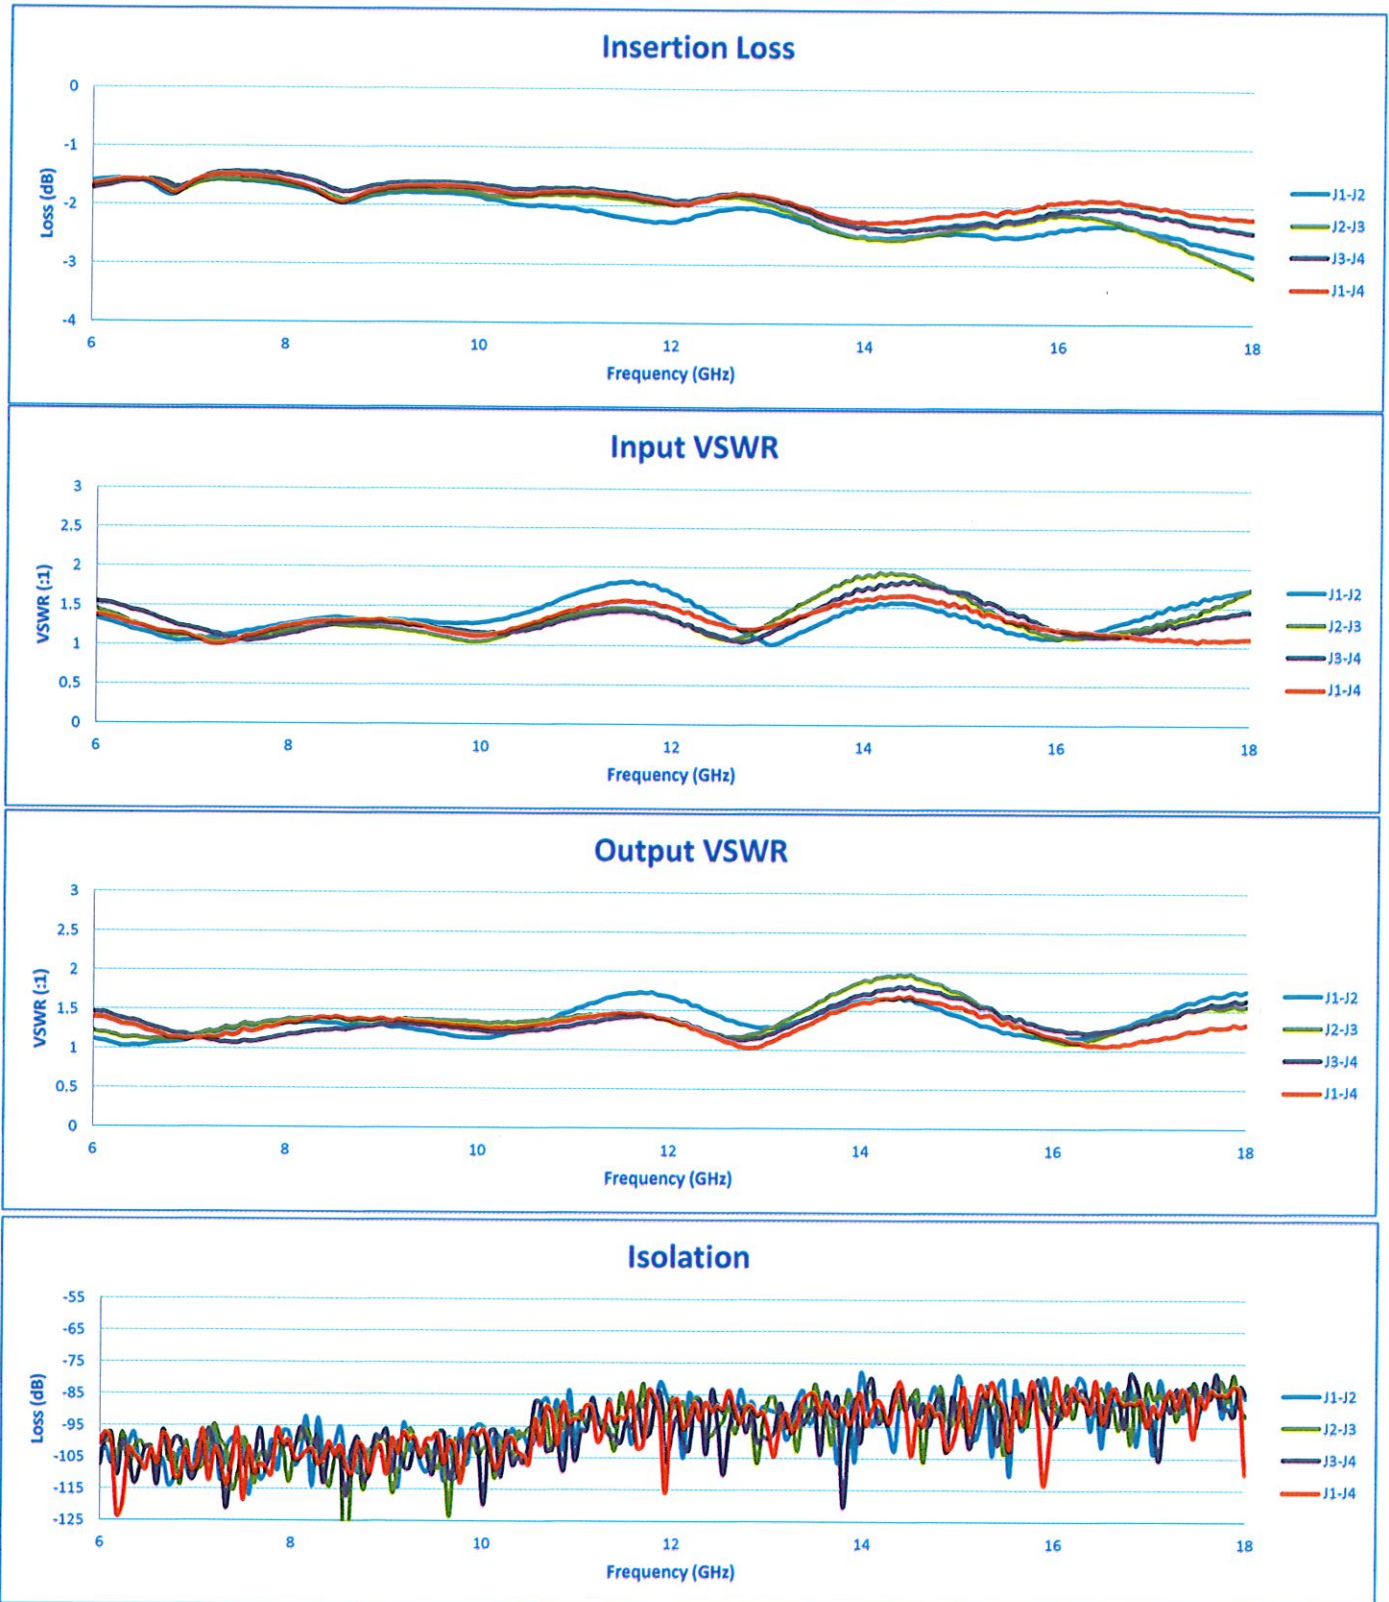 Insertion Loss
0
-1
-2
-3
-4
Loss (dB)
6 8 10 12 14 16 18
Frequency (GHz)
J1-J2
J2-J3
J3-J4
J1-J4
Input VSWR
3
2.5
2
1.5
1
0.5
0
VSWR (:1)
6 8 10 12 14 16 18
Frequency (GHz)
J1-J2
J2-J3
J3-J4
J1-J4
Output VSWR
3
2.5
2
1.5
1
0.5
0
VSWR (:1)
6 8 10 12 14 16 18
Frequency (GHz)
J1-J2
J2-J3
J3-J4
J1-J4
Isolation
-55
-65
-75
-85
-95
-105
-115
-125
Loss (dB)
6 8 10 12 14 16 18
Frequency (GHz)
J1-J2
J2-J3
J3-J4
J1-J4